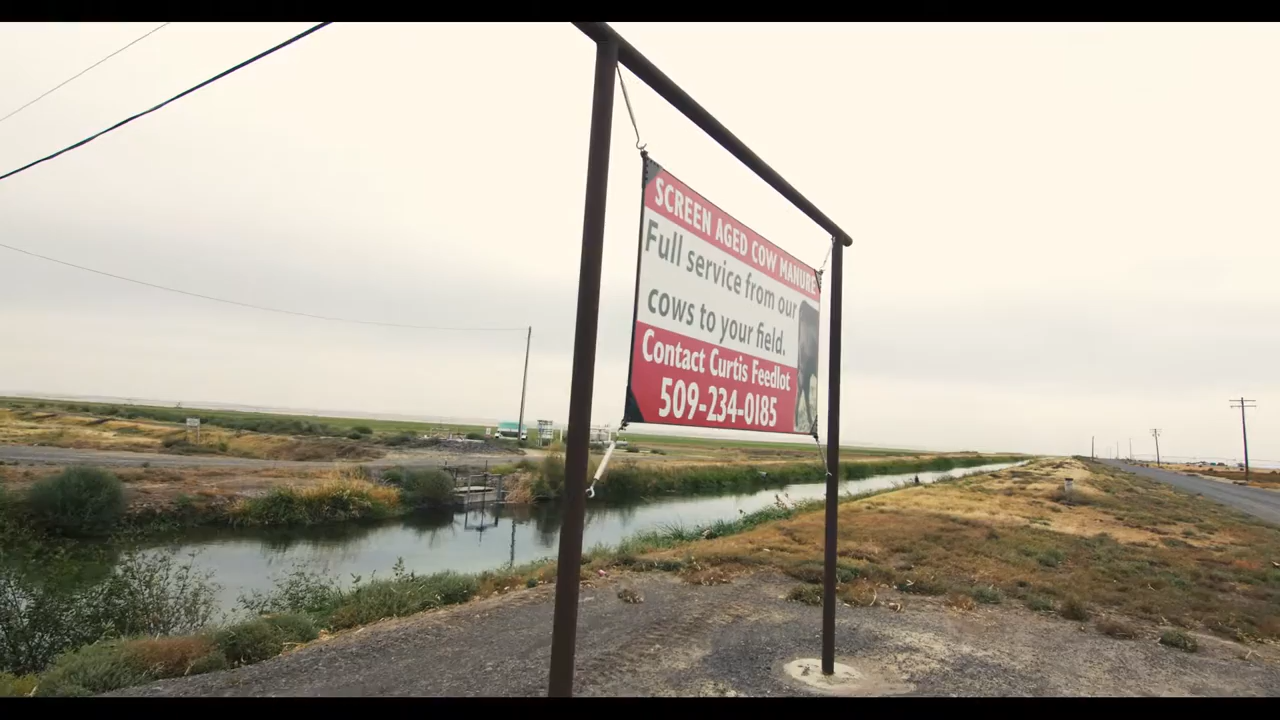 SCREEN AGED COW MANURE
Full service from our
cows to your field.
Contact Curtis Feedlot
509-234-0185